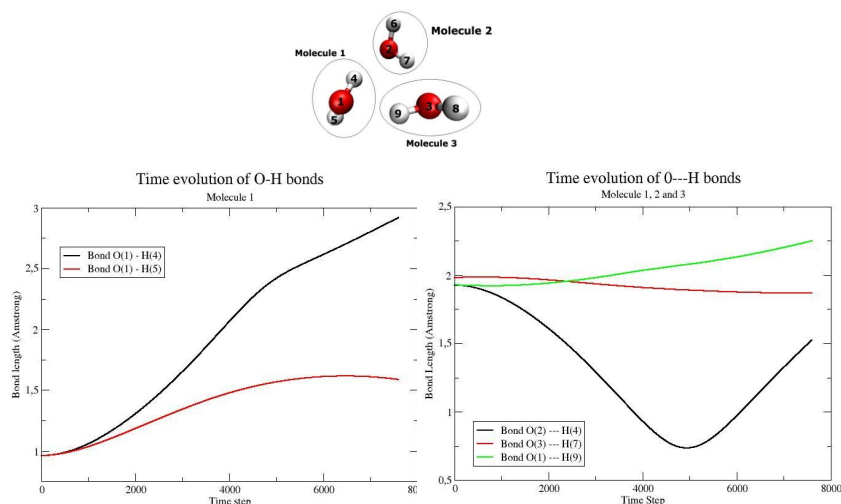 6
2
Molecule 2
Molecule 1
7
4
1
5
9
3
8
Molecule 3
Time evolution of O-H bonds
Molecule 1
3
2,5
2
1,5
1
Bond length (Amstrong)
Bond O(1) - H(4)
Bond O(1) - H(5)
0
2000
4000
6000
8000
Time step
Time evolution of 0---H bonds
Molecule 1, 2 and 3
2,5
2
1,5
1
0,5
Bond Length (Amstrong)
Bond O(2) --- H(4)
Bond O(3) --- H(7)
Bond O(1) --- H(9)
0
2000
4000
6000
8000
Time Step